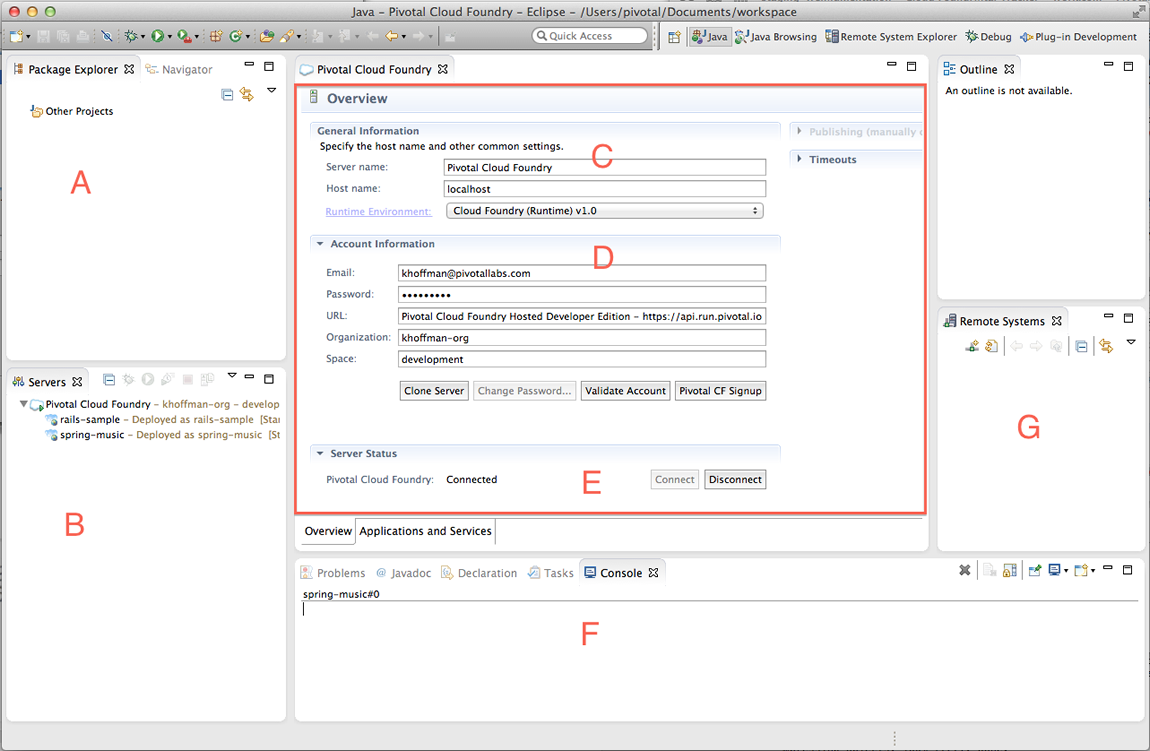 Java – Pivotal Cloud Foundry – Eclipse – /Users/pivotal/Documents/workspace
Quick Access
Java
Java Browsing
Remote System Explorer
Debug
Plug-in Development
Package Explorer
Navigator
Other Projects
A
Servers
Pivotal Cloud Foundry – khoffman-org – develop
rails-sample – Deployed as rails-sample [Star
spring-music – Deployed as spring-music [St
B
Pivotal Cloud Foundry
Overview
General Information
Specify the host name and other common settings.
C
Server name: Pivotal Cloud Foundry
Host name: localhost
Runtime Environment: Cloud Foundry (Runtime) v1.0
Publishing (manually c
Timeouts
Account Information
D
Email: khoffman@pivotallabs.com
Password: •••••••••
URL: Pivotal Cloud Foundry Hosted Developer Edition – https://api.run.pivotal.io
Organization: khoffman-org
Space: development
Clone Server Change Password... Validate Account Pivotal CF Signup
Server Status
Pivotal Cloud Foundry: Connected
E
Connect Disconnect
Overview Applications and Services
Problems @ Javadoc Declaration Tasks Console
spring-music#0
F
Outline
An outline is not available.
Remote Systems
G